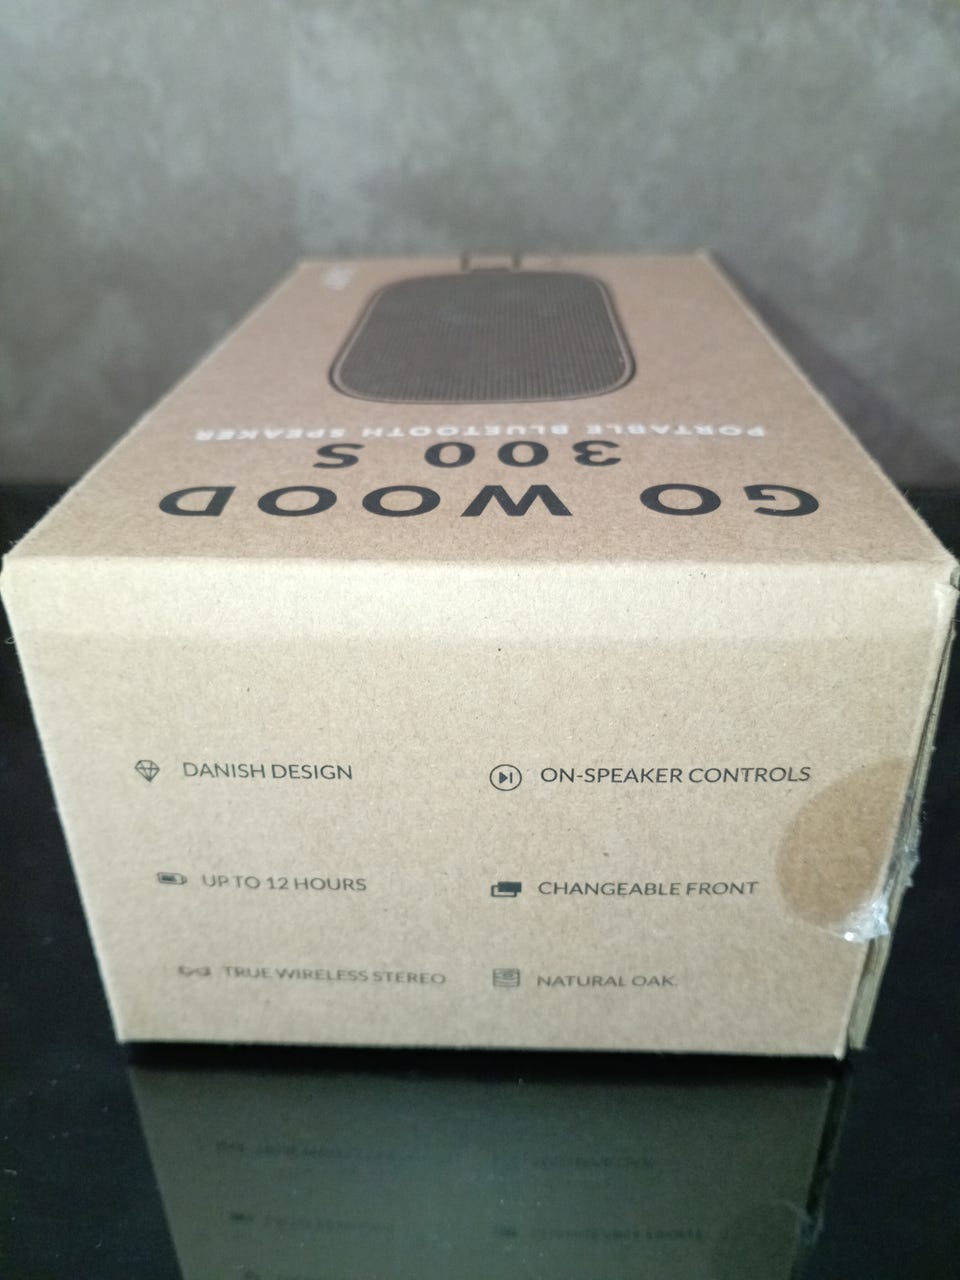 GO WOOD
300 S
PORTABLE BLUETOOTH SPEAKER
DANISH DESIGN
ON-SPEAKER CONTROLS
UP TO 12 HOURS
CHANGEABLE FRONT
TRUE WIRELESS STEREO
NATURAL OAK